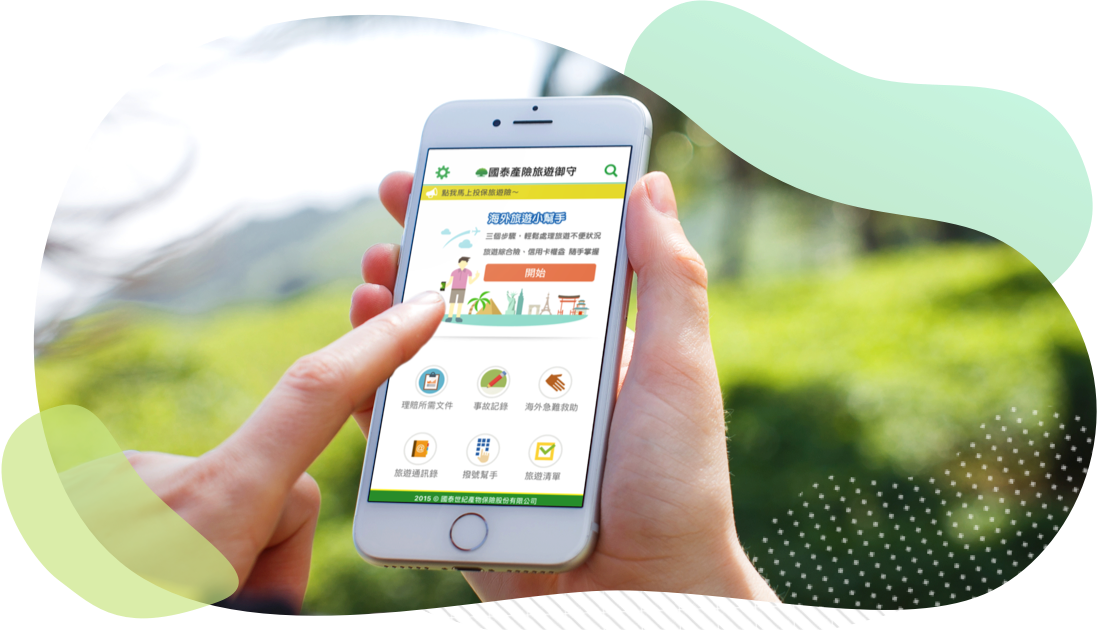 國泰產險旅遊御守
點我馬上投保旅遊險～
海外旅遊小幫手
三個步驟，輕鬆處理旅遊不便狀況
旅遊綜合險、信用卡權益 隨手掌握
開始
理賠所需文件 事故記錄 海外急難救助
旅遊通訊錄 撥號幫手 旅遊清單
2015 © 國泰世紀產物保險股份有限公司